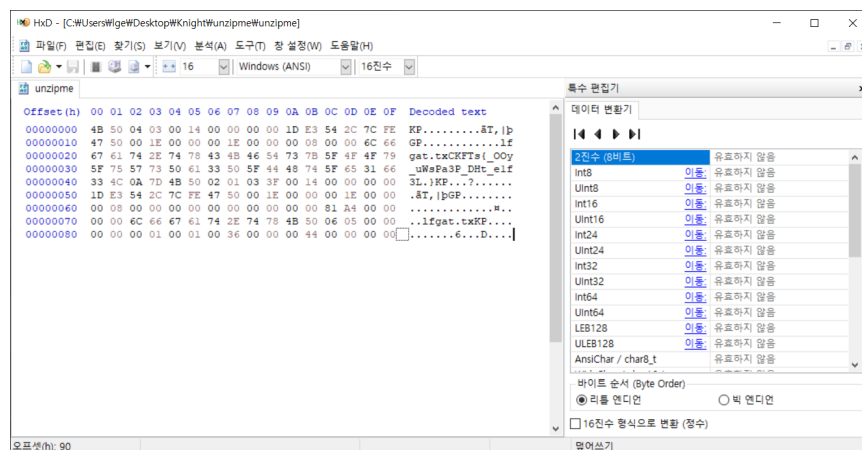 HxD - [C:₩Users₩lge₩Desktop₩Knight₩unzipme₩unzipme]
파일(F) 편집(E) 찾기(S) 보기(V) 분석(A) 도구(T) 창 설정(W) 도움말(H)
16 Windows (ANSI) 16진수
unzipme
Offset(h) 00 01 02 03 04 05 06 07 08 09 0A 0B 0C 0D 0E 0F Decoded text
00000000 4B 50 04 03 00 14 00 00 00 00 1D E3 54 2C 7C FE KP.........ãT,|þ
00000010 47 50 00 1E 00 00 00 1E 00 00 00 08 00 00 6C 66 GP............lf
00000020 67 61 74 2E 74 78 43 4B 46 54 73 7B 5F 4F 4F 79 gat.txCKFTs{_OOy
00000030 5F 75 57 73 50 61 33 50 5F 44 48 74 5F 65 31 66 _uWsPa3P_DHt_e1f
00000040 33 4C 0A 7D 4B 50 02 01 03 3F 00 14 00 00 00 00 3L.}KP...?......
00000050 1D E3 54 2C 7C FE 47 50 00 1E 00 00 00 1E 00 00 .ãT,|þGP........
00000060 00 08 00 00 00 00 00 00 00 00 00 00 81 A4 00 00 .............¤..
00000070 00 00 6C 66 67 61 74 2E 74 78 4B 50 06 05 00 00 ..lfgat.txKP....
00000080 00 00 00 01 00 01 00 36 00 00 00 44 00 00 00 00 .......6...D....
특수 편집기
데이터 변환기
2진수 (8비트) 유효하지 않음
Int8 이동: 유효하지 않음
UInt8 이동: 유효하지 않음
Int16 이동: 유효하지 않음
UInt16 이동: 유효하지 않음
Int24 이동: 유효하지 않음
UInt24 이동: 유효하지 않음
Int32 이동: 유효하지 않음
UInt32 이동: 유효하지 않음
Int64 이동: 유효하지 않음
UInt64 이동: 유효하지 않음
LEB128 이동: 유효하지 않음
ULEB128 이동: 유효하지 않음
AnsiChar / char8_t 유효하지 않음
바이트 순서 (Byte Order)
리틀 엔디언 빅 엔디언
16진수 형식으로 변환 (정수)
오프셋(h): 90 덮어쓰기